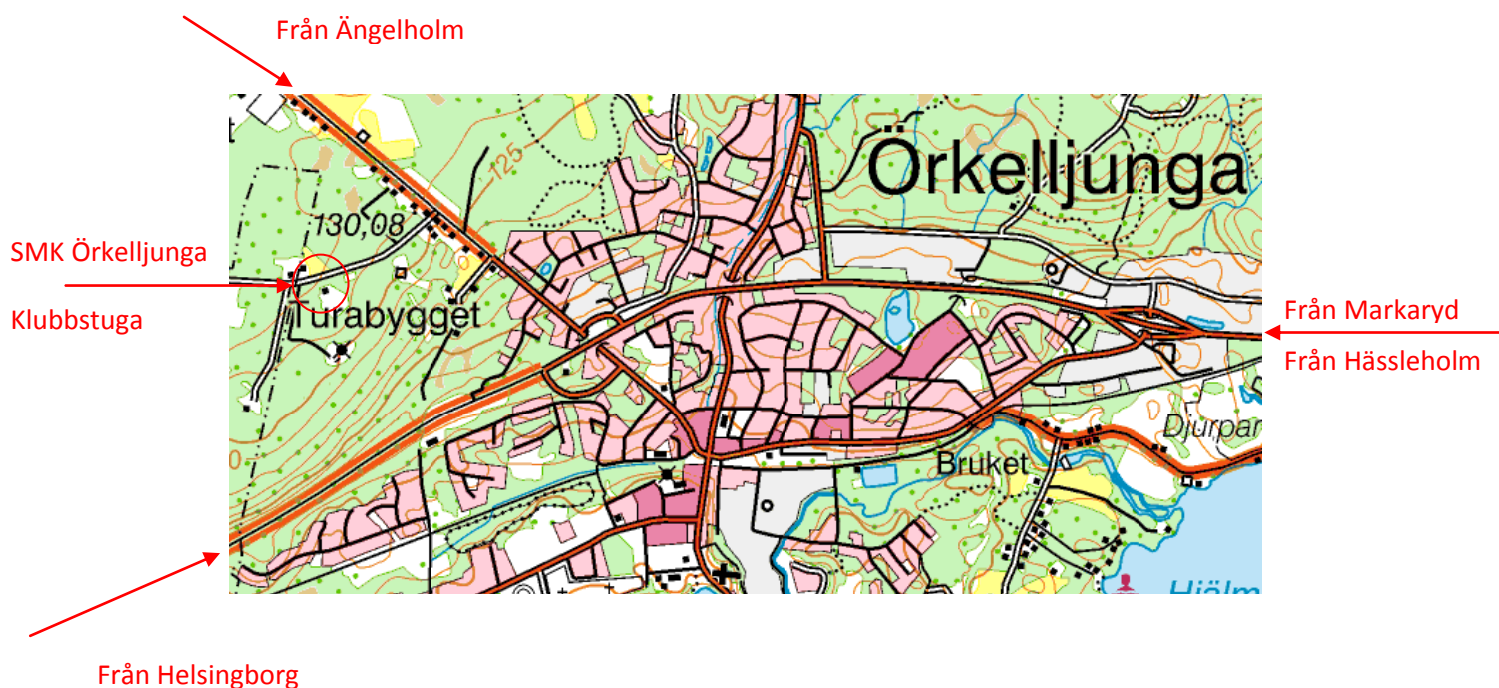 Från Ängelholm
Örkelljunga
125
130,08
SMK Örkelljunga
Klubbstuga
Turabygget
Från Markaryd
Från Hässleholm
Djurpar
Bruket
Hjälm
Från Helsingborg